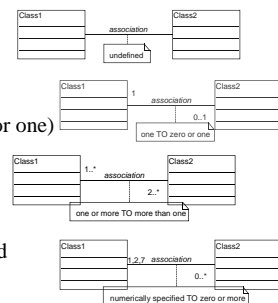 Class1 Class2
association
undefined
Class1 Class2
1 association
0..1
or one)
one TO zero or one
Class1 Class2
1..* association
2..*
one or more TO more than one
d
Class1 Class2
1,2,7 association
0..*
numerically specified TO zero or more